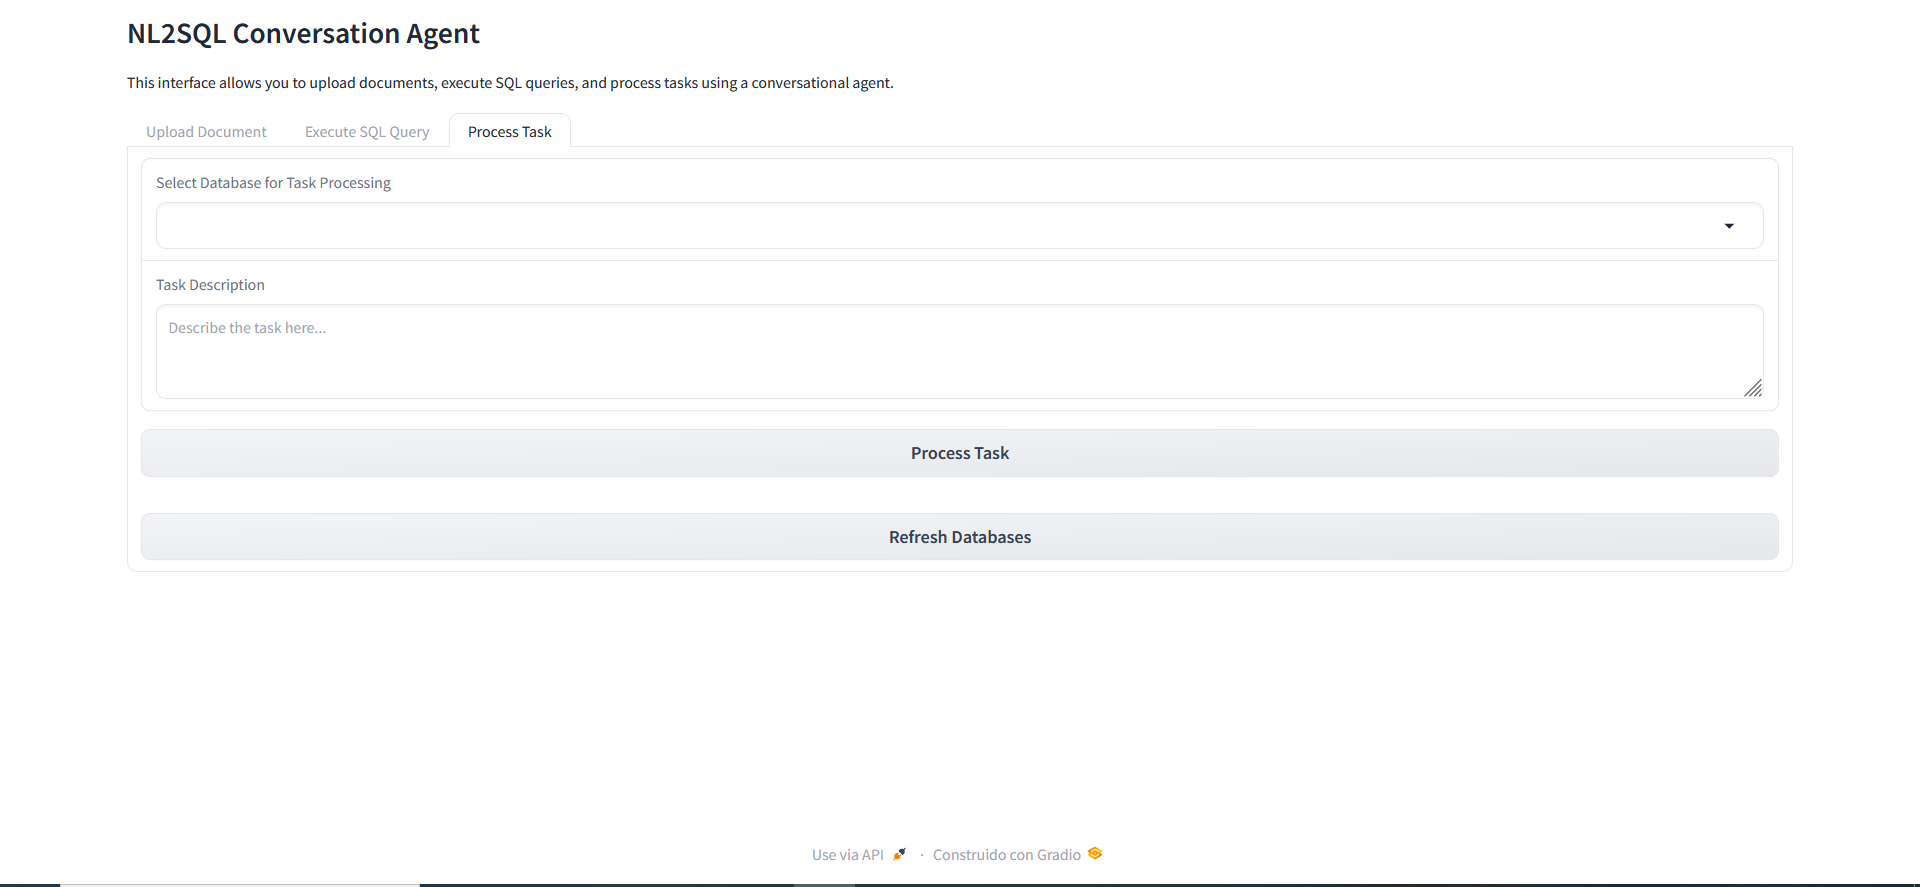 NL2SQL Conversation Agent
This interface allows you to upload documents, execute SQL queries, and process tasks using a conversational agent.
Upload Document Execute SQL Query Process Task
Select Database for Task Processing
Task Description
Describe the task here...
Process Task
Refresh Databases
Use via API · Construido con Gradio